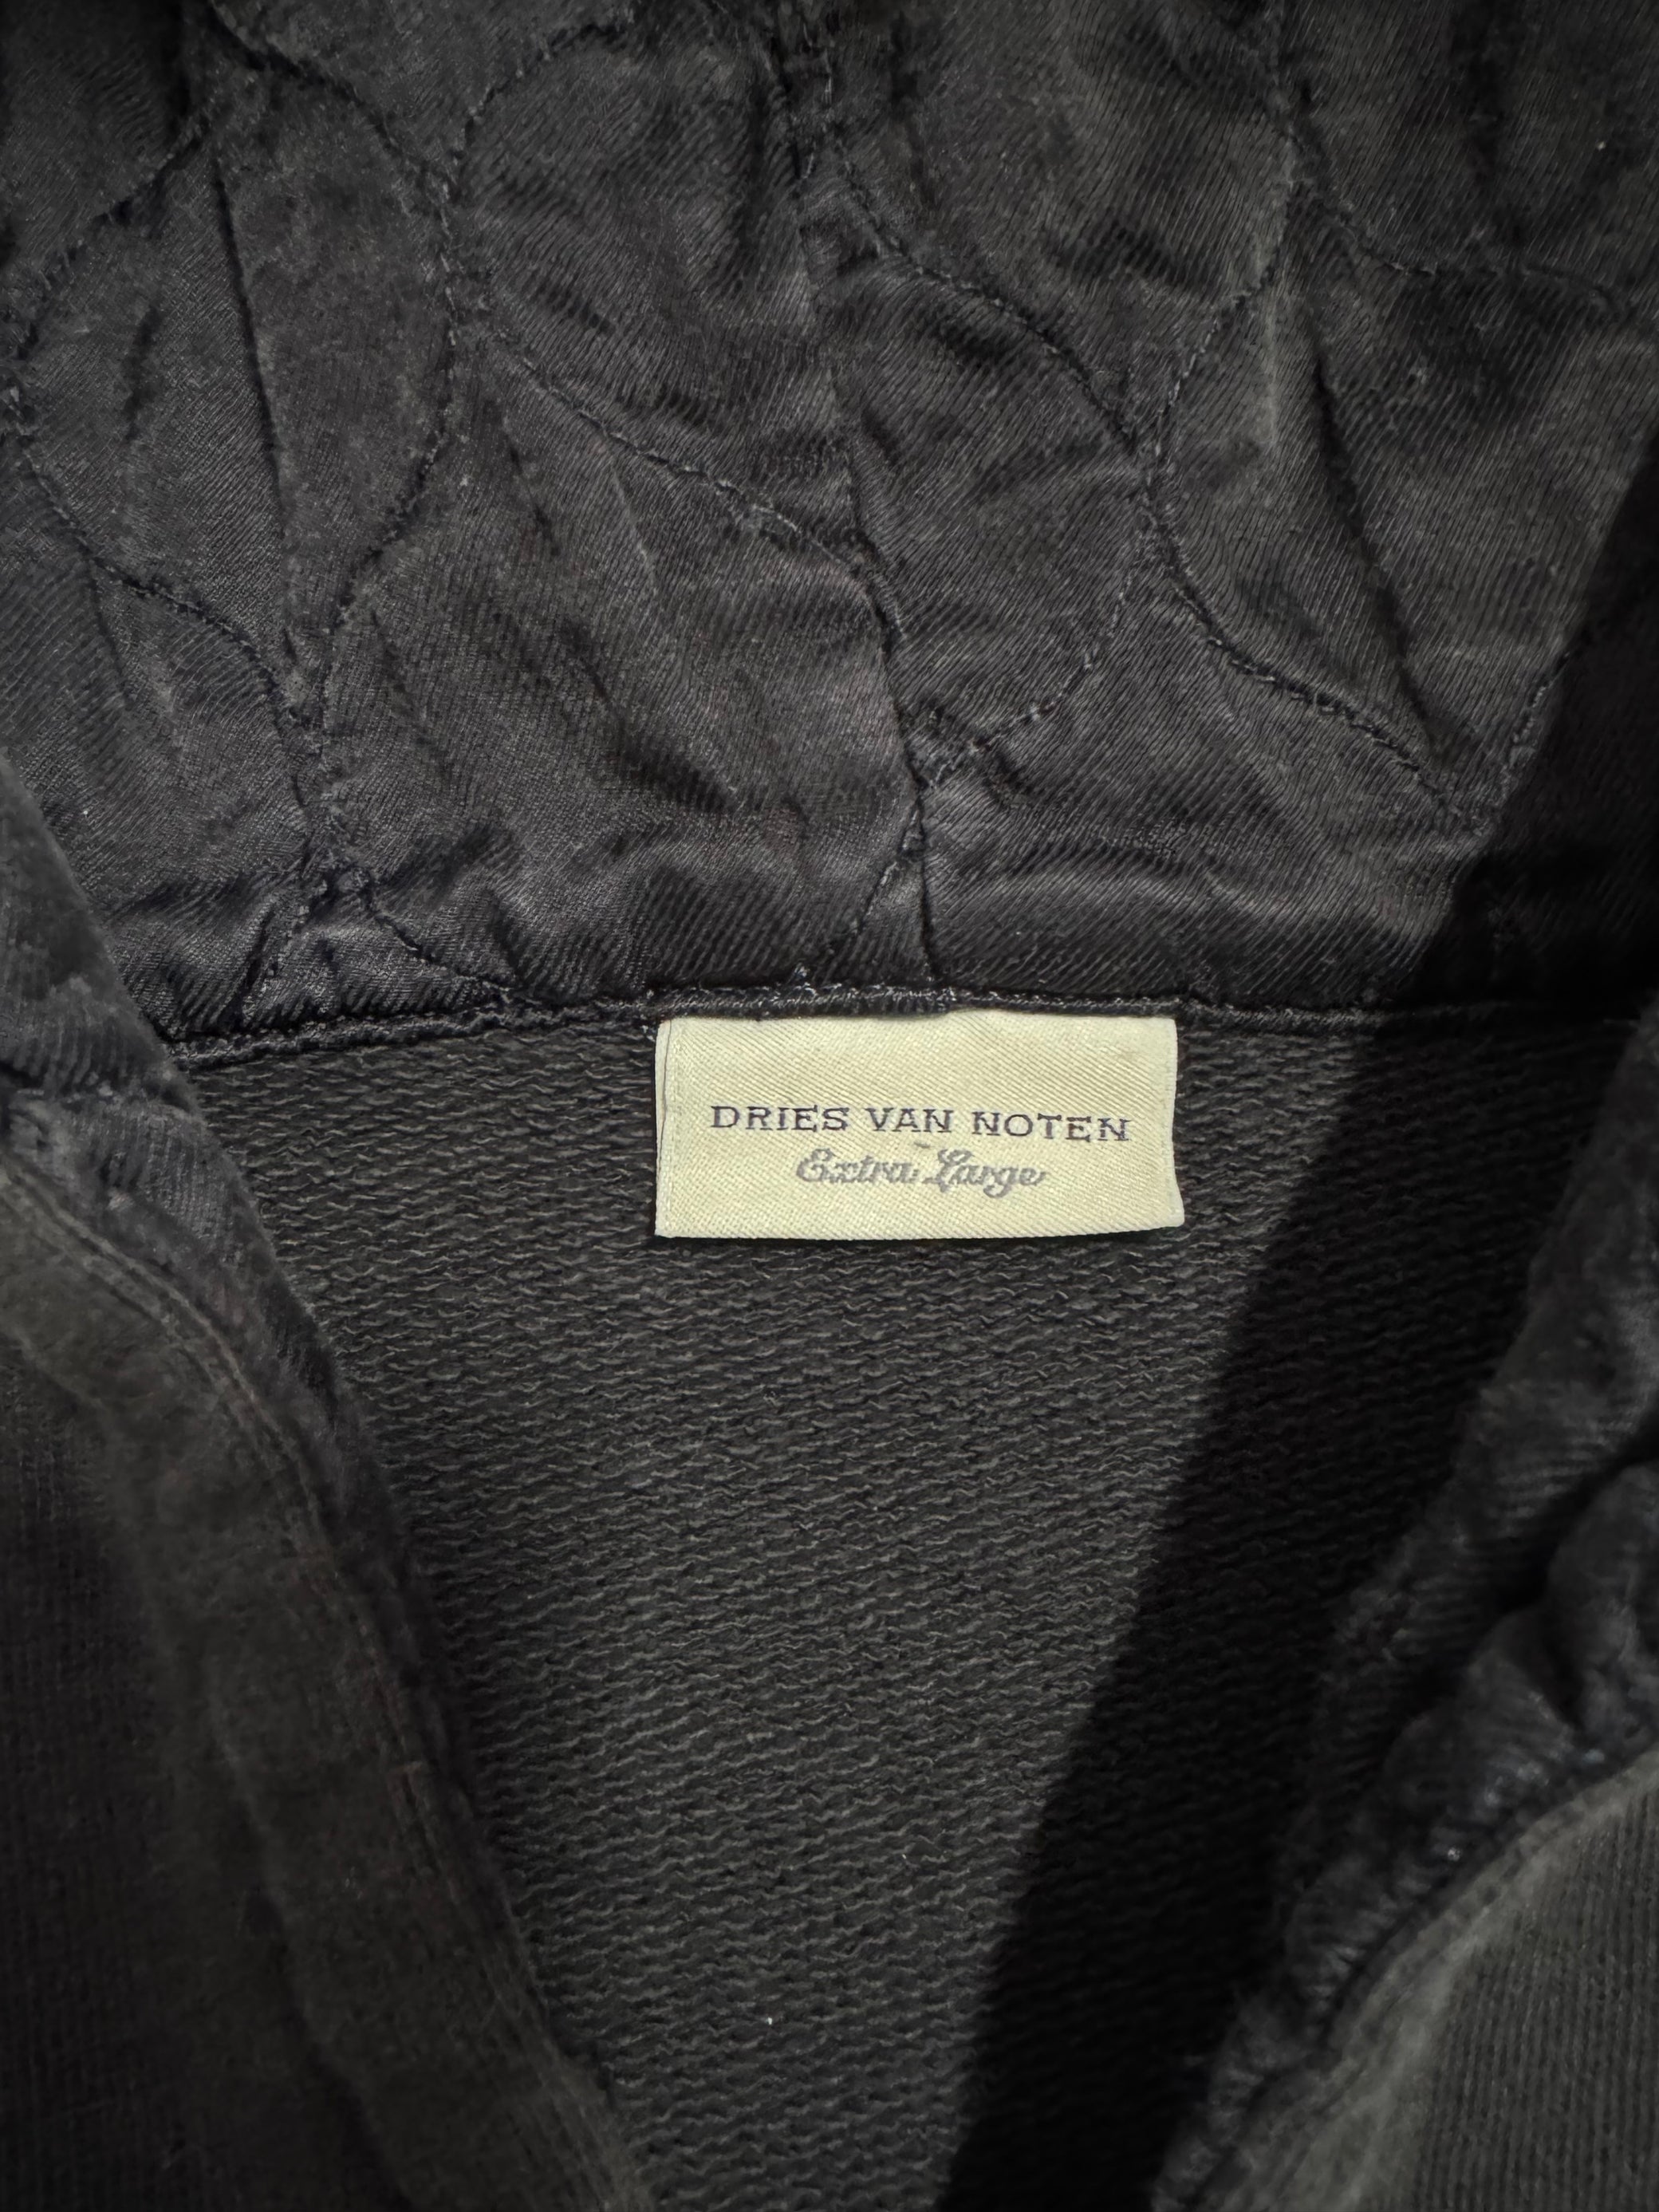 DRIES VAN NOTEN
Extra Large